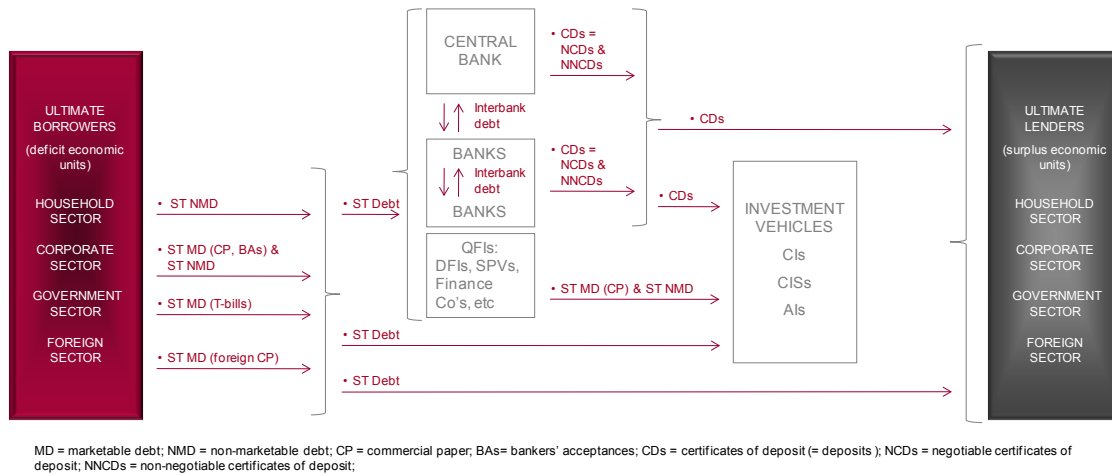 ULTIMATE
BORROWERS
(deficit economic
units)
HOUSEHOLD
SECTOR
CORPORATE
SECTOR
GOVERNMENT
SECTOR
FOREIGN
SECTOR
• ST NMD
• ST MD (CP, BAs) &
ST NMD
• ST MD (T-bills)
• ST MD (foreign CP)
• ST Debt
CENTRAL
BANK
Interbank
debt
BANKS
Interbank
debt
BANKS
QFIs:
DFIs, SPVs,
Finance
Co's, etc
• CDs =
NCDs &
NNCDs
• CDs =
NCDs &
NNCDs
• ST MD (CP) & ST NMD
• ST Debt
• ST Debt
• CDs
• CDs
INVESTMENT
VEHICLES
CIs
CISs
AIs
ULTIMATE
LENDERS
(surplus economic
units)
HOUSEHOLD
SECTOR
CORPORATE
SECTOR
GOVERNMENT
SECTOR
FOREIGN
SECTOR
MD = marketable debt; NMD = non-marketable debt; CP = commercial paper; BAs= bankers' acceptances; CDs = certificates of deposit (= deposits ); NCDs = negotiable certificates of
deposit; NNCDs = non-negotiable certificates of deposit;